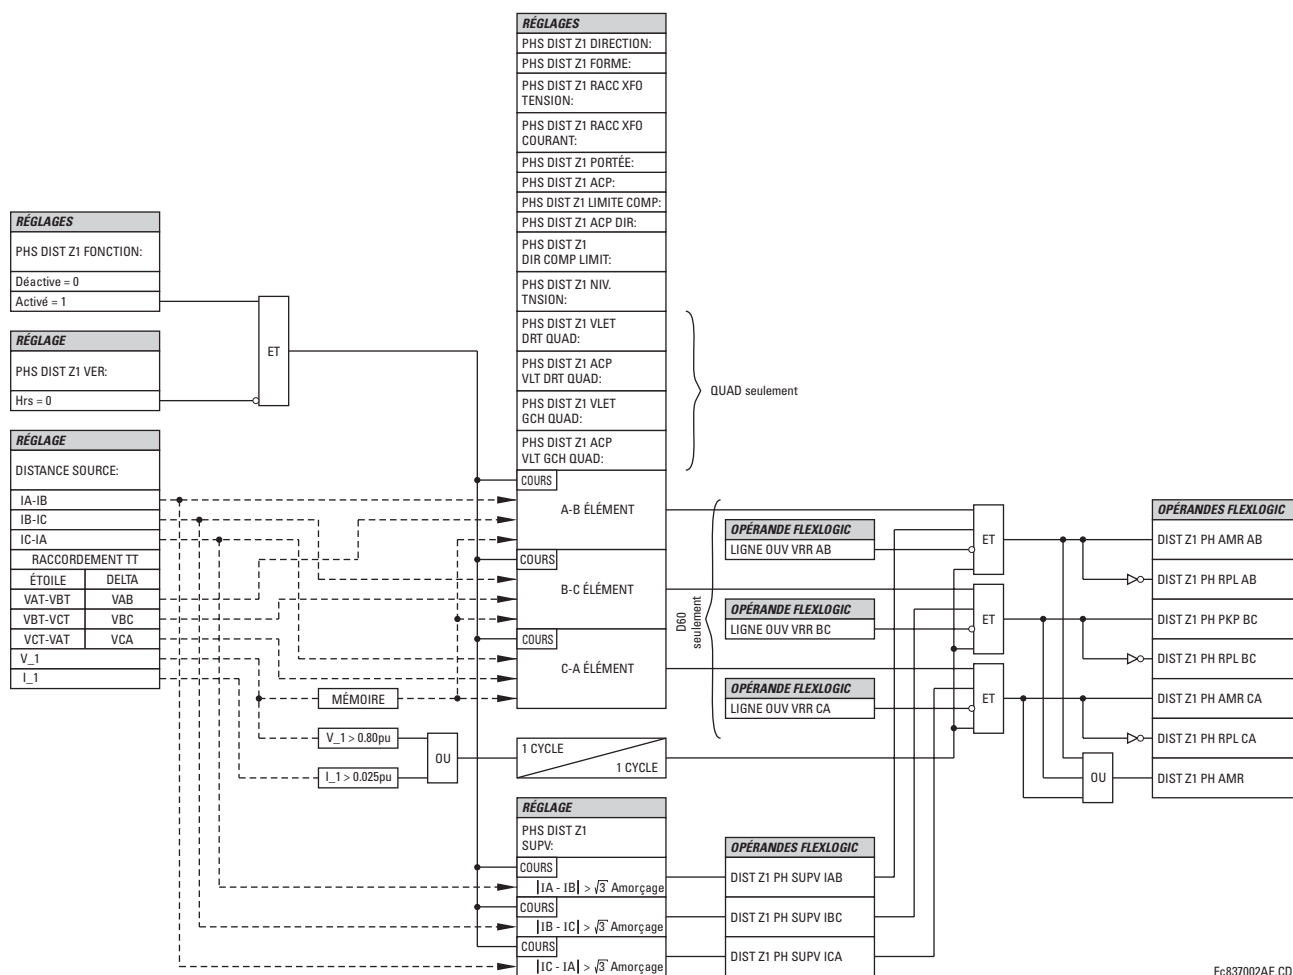 RÉGLAGES
PHS DIST Z1 DIRECTION:
PHS DIST Z1 FORME:
PHS DIST Z1 RACC XFO
TENSION:
PHS DIST Z1 RACC XFO
COURANT:
PHS DIST Z1 PORTÉE:
PHS DIST Z1 ACP:
PHS DIST Z1 LIMITE COMP:
PHS DIST Z1 ACP DIR:
PHS DIST Z1
DIR COMP LIMIT:
PHS DIST Z1 NIV.
TNSION:
PHS DIST Z1 VLET
DRT QUAD:
PHS DIST Z1 ACP
VLT DRT QUAD:
PHS DIST Z1 VLET
GCH QUAD:
PHS DIST Z1 ACP
VLT GCH QUAD:
QUAD seulement
RÉGLAGES
PHS DIST Z1 FONCTION:
Déactive = 0
Activé = 1
RÉGLAGE
PHS DIST Z1 VER:
Hrs = 0
ET
RÉGLAGE
DISTANCE SOURCE:
IA-IB
IB-IC
IC-IA
RACCORDEMENT TT
ÉTOILE DELTA
VAT-VBT VAB
VBT-VCT VBC
VCT-VAT VCA
V_1
I_1
COURS
A-B ÉLÉMENT
COURS
B-C ÉLÉMENT
COURS
C-A ÉLÉMENT
MÉMOIRE
V_1 > 0.80pu
I_1 > 0.025pu
OU
1 CYCLE
1 CYCLE
D60
seulement
OPÉRANDE FLEXLOGIC
LIGNE OUV VRR AB
OPÉRANDE FLEXLOGIC
LIGNE OUV VRR BC
OPÉRANDE FLEXLOGIC
LIGNE OUV VRR CA
ET
ET
ET
OU
OPÉRANDES FLEXLOGIC
DIST Z1 PH AMR AB
DIST Z1 PH RPL AB
DIST Z1 PH PKP BC
DIST Z1 PH RPL BC
DIST Z1 PH AMR CA
DIST Z1 PH RPL CA
DIST Z1 PH AMR
RÉGLAGE
PHS DIST Z1
SUPV:
COURS
|IA - IB| > √3 Amorçage
COURS
|IB - IC| > √3 Amorçage
COURS
|IC - IA| > √3 Amorçage
OPÉRANDES FLEXLOGIC
DIST Z1 PH SUPV IAB
DIST Z1 PH SUPV IBC
DIST Z1 PH SUPV ICA
Fc837002AE.CD